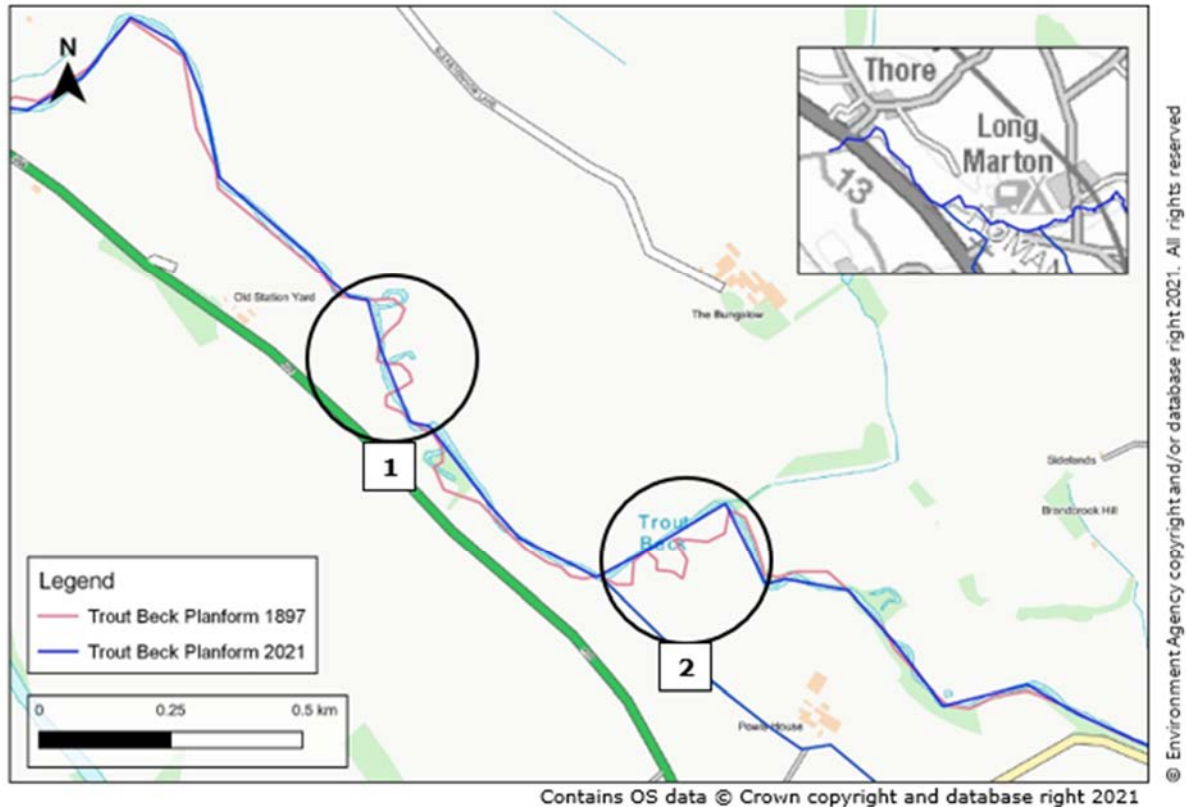 N
Thore
Long
Marton
13
ROMAN
Old Station Yard
The Bungalow
1
Sidelands
Trout
Beck
2
Powis House
Legend
Trout Beck Planform 1897
Trout Beck Planform 2021
0 0.25 0.5 km
© Environment Agency copyright and/or database right 2021. All rights reserved
Contains OS data © Crown copyright and database right 2021